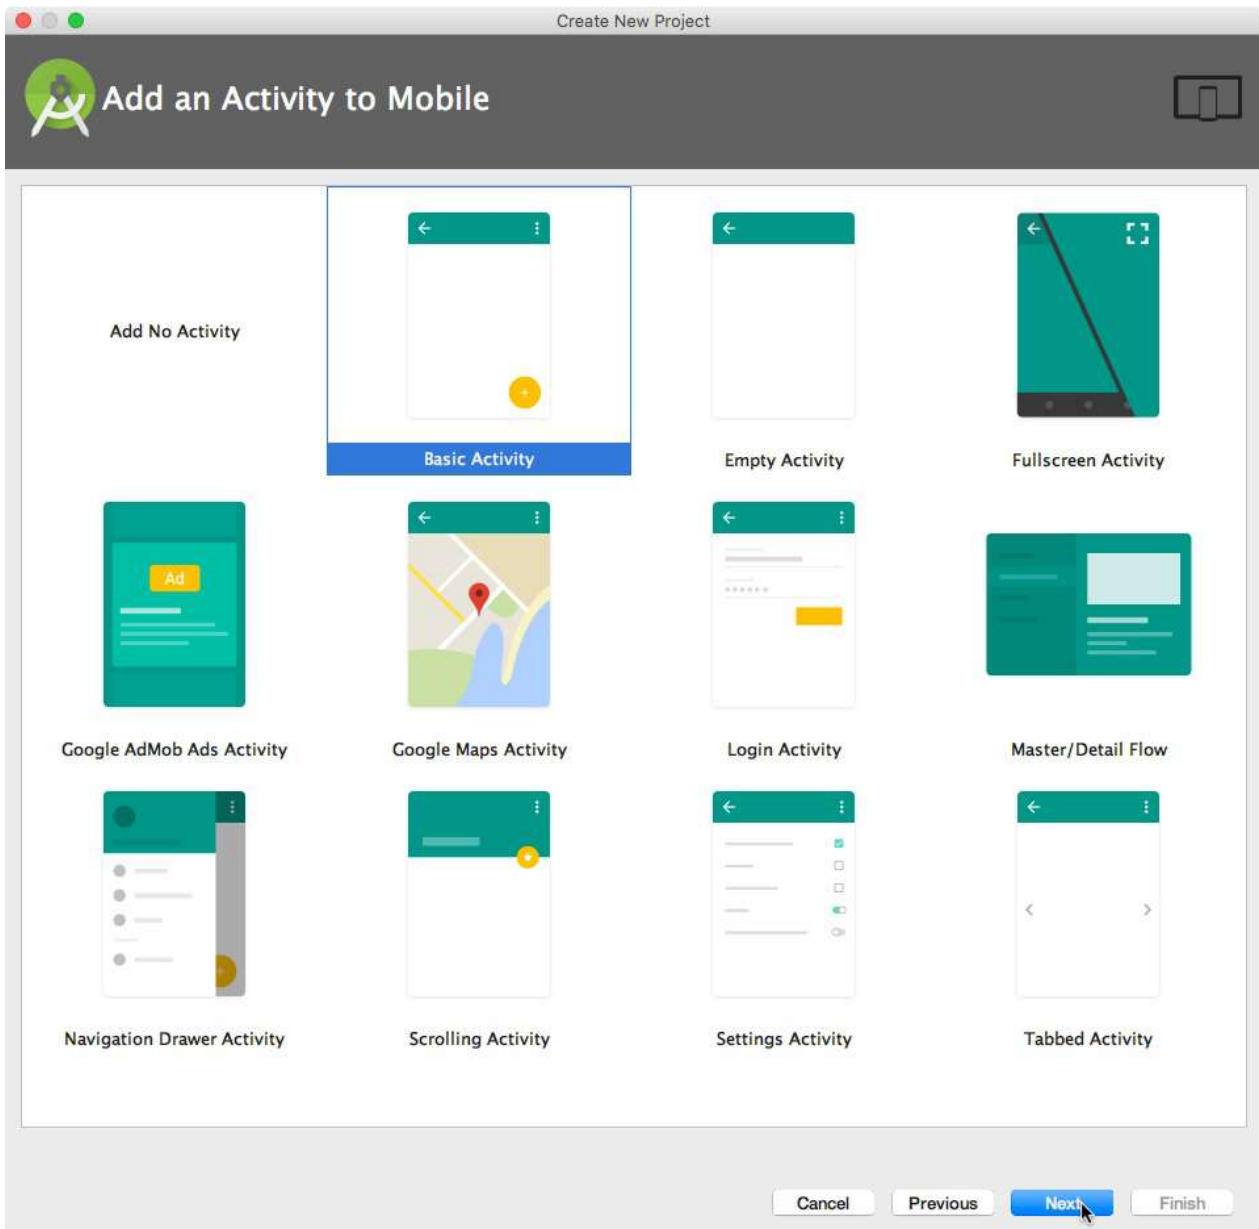 Create New Project
Add an Activity to Mobile
Add No Activity
Basic Activity
Empty Activity
Fullscreen Activity
Ad
Google AdMob Ads Activity
Google Maps Activity
Login Activity
Master/Detail Flow
Navigation Drawer Activity
Scrolling Activity
Settings Activity
Tabbed Activity
Cancel
Previous
Next
Finish